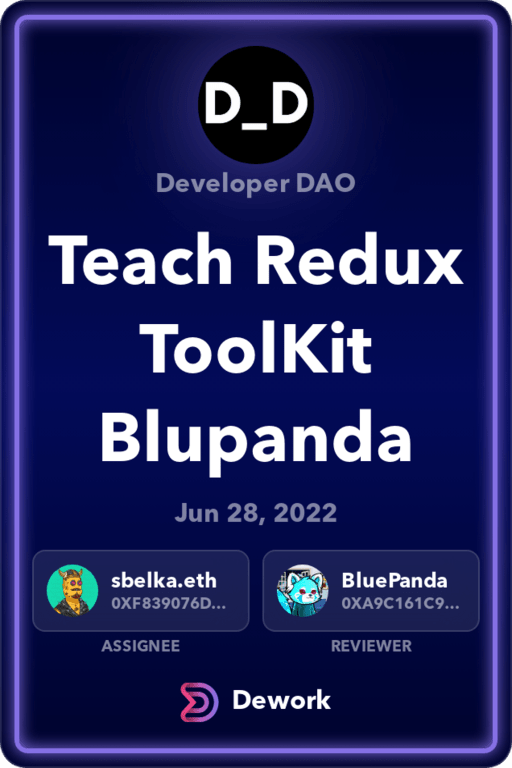 D_D
Developer DAO
Teach Redux
ToolKit
Blupanda
Jun 28, 2022
sbelka.eth
0XF839076D...
ASSIGNEE
BluePanda
0XA9C161C9...
REVIEWER
Dework